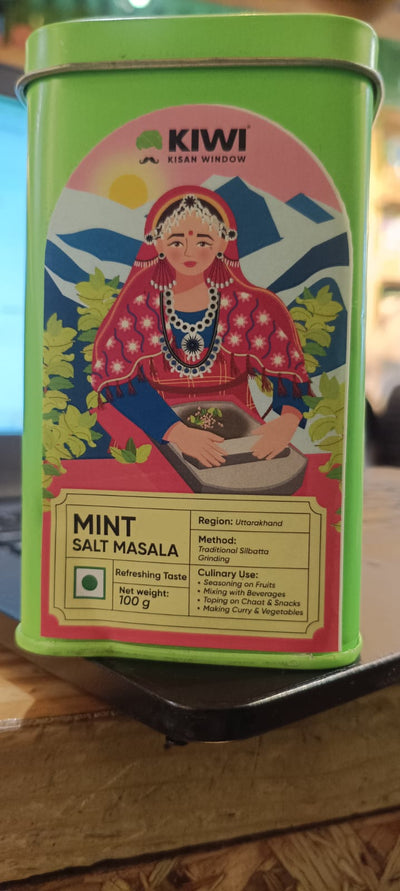 KIWI
KISAN WINDOW
MINT
SALT MASALA
Refreshing Taste
Net weight:
100 g
Region: Uttarakhand
Method:
Traditional Silbatta
Grinding
Culinary Use:
• Seasoning on Fruits
• Mixing with Beverages
• Toping on Chaat & Snacks
• Making Curry & Vegetables